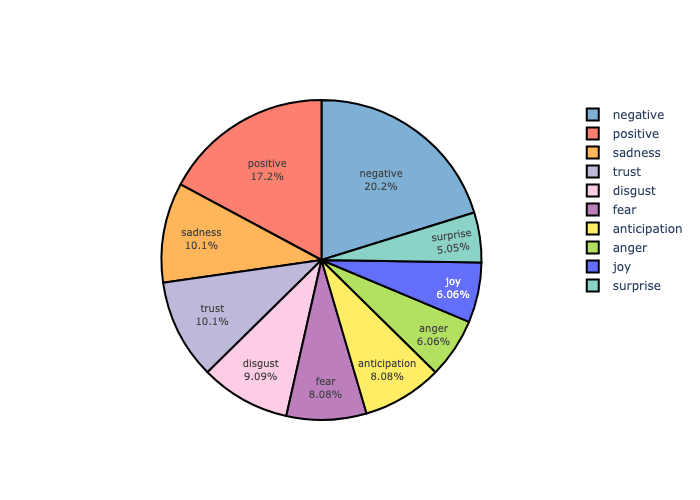 negative
20.2%
positive
17.2%
sadness
10.1%
trust
10.1%
disgust
9.09%
fear
8.08%
anticipation
8.08%
anger
6.06%
joy
6.06%
surprise
5.05%
negative
positive
sadness
trust
disgust
fear
anticipation
anger
joy
surprise